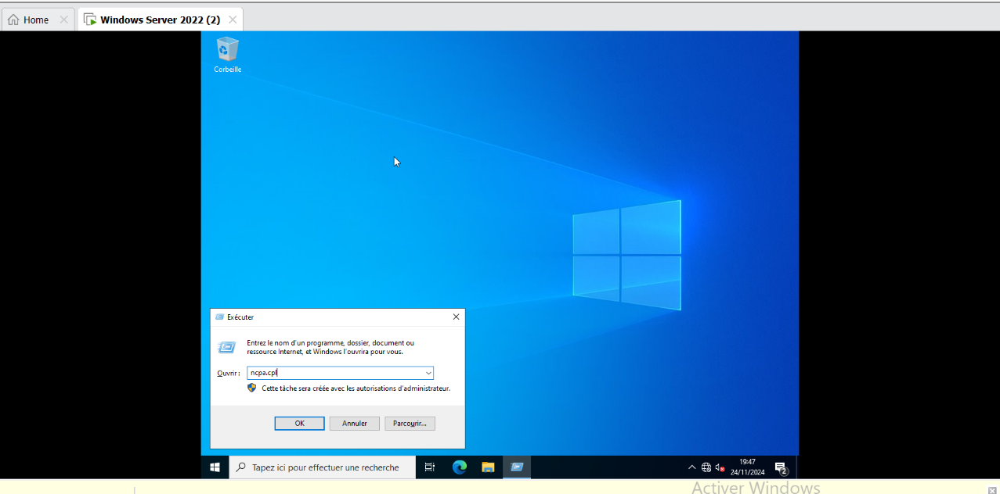 Home
Windows Server 2022 (2)
Corbeille
Exécuter
Entrez le nom d'un programme, dossier, document ou
ressource Internet, et Windows l'ouvrira pour vous.
Ouvrir :
ncpa.cpl
Cette tâche sera créée avec les autorisations d'administrateur.
OK
Annuler
Parcourir...
Tapez ici pour effectuer une recherche
19:47
24/11/2024
2
Activer Windows